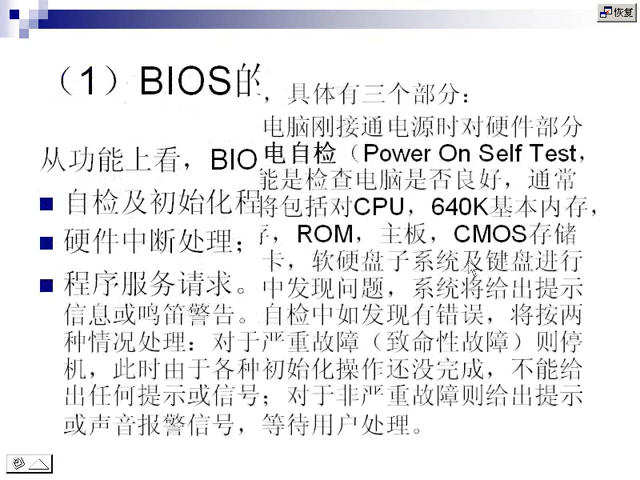 恢复
（1）BIOS的
，具体有三个部分：
电脑刚接通电源时对硬件部分
从功能上看，BIO
电自检（Power On Self Test，
能是检查电脑是否良好，通常
自检及初始化程
将包括对CPU，640K基本内存，
硬件中断处理；
，ROM，主板，CMOS存储
卡，软硬盘子系统及键盘进行
程序服务请求。
中发现问题，系统将给出提示
信息或鸣笛警告。自检中如发现有错误，将按两
种情况处理：对于严重故障（致命性故障）则停
机，此时由于各种初始化操作还没完成，不能给
出任何提示或信号；对于非严重故障则给出提示
或声音报警信号，等待用户处理。